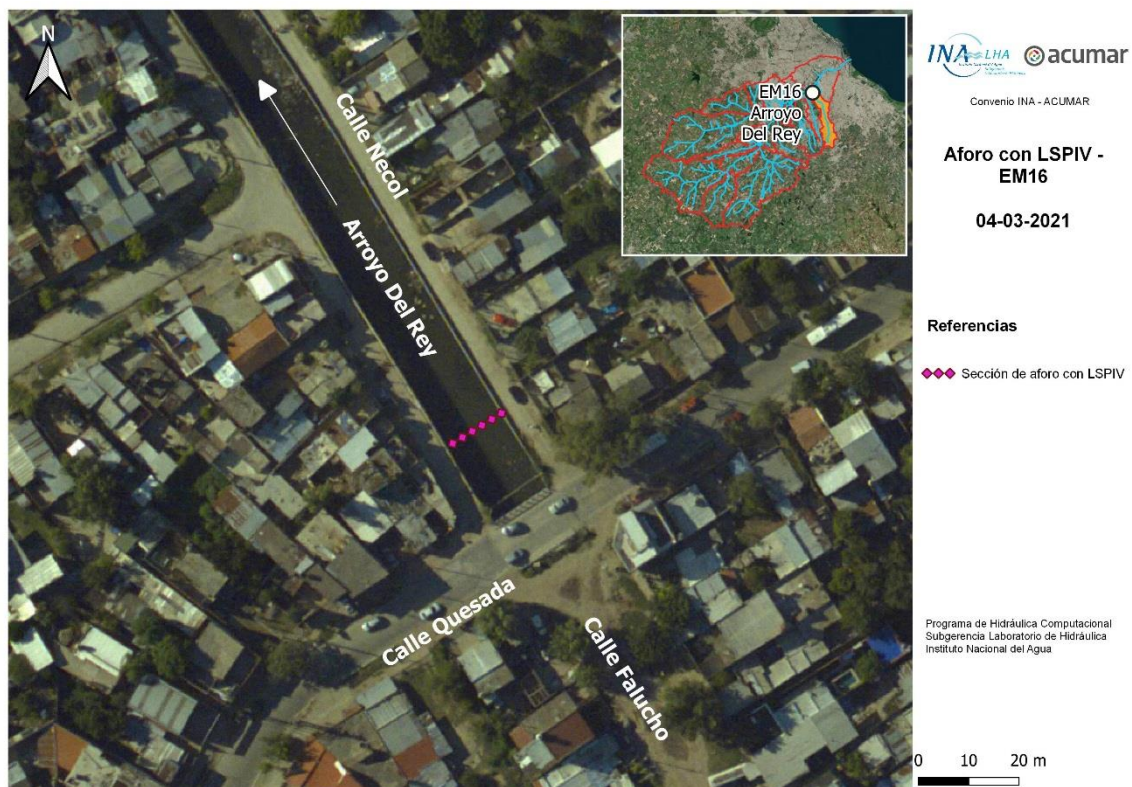 N
Calle Necol
Arroyo Del Rey
Calle Quesada
Calle Falucho
EM16
Arroyo
Del Rey
INA LHA
acumar
Convenio INA - ACUMAR
Aforo con LSPIV -
EM16
04-03-2021
Referencias
Sección de aforo con LSPIV
Programa de Hidráulica Computacional
Subgerencia Laboratorio de Hidráulica
Instituto Nacional del Agua
0 10 20 m